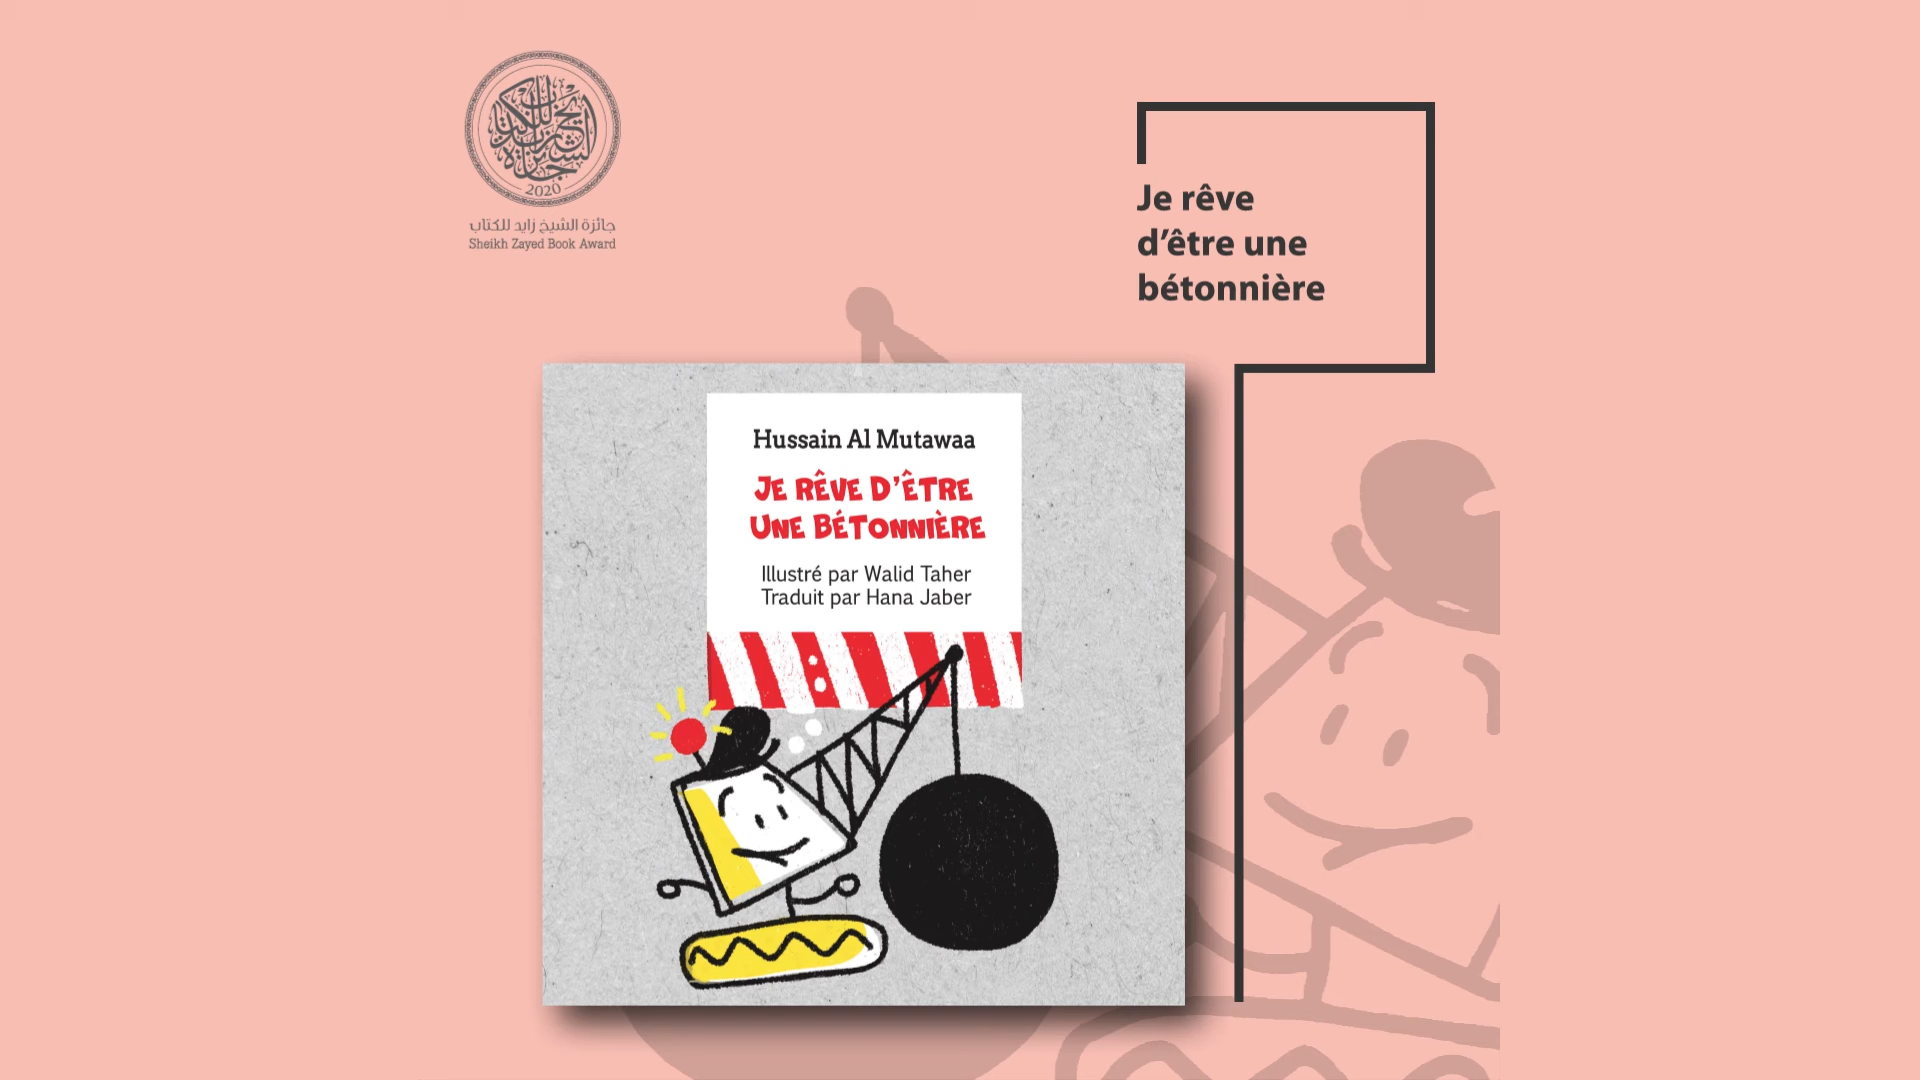 2020
جائزة الشيخ زايد للكتاب
Sheikh Zayed Book Award
Je rêve
d’être une
bétonnière
Hussain Al Mutawaa
JE RÊVE D’ÊTRE
UNE BÉTONNIÈRE
Illustré par Walid Taher
Traduit par Hana Jaber